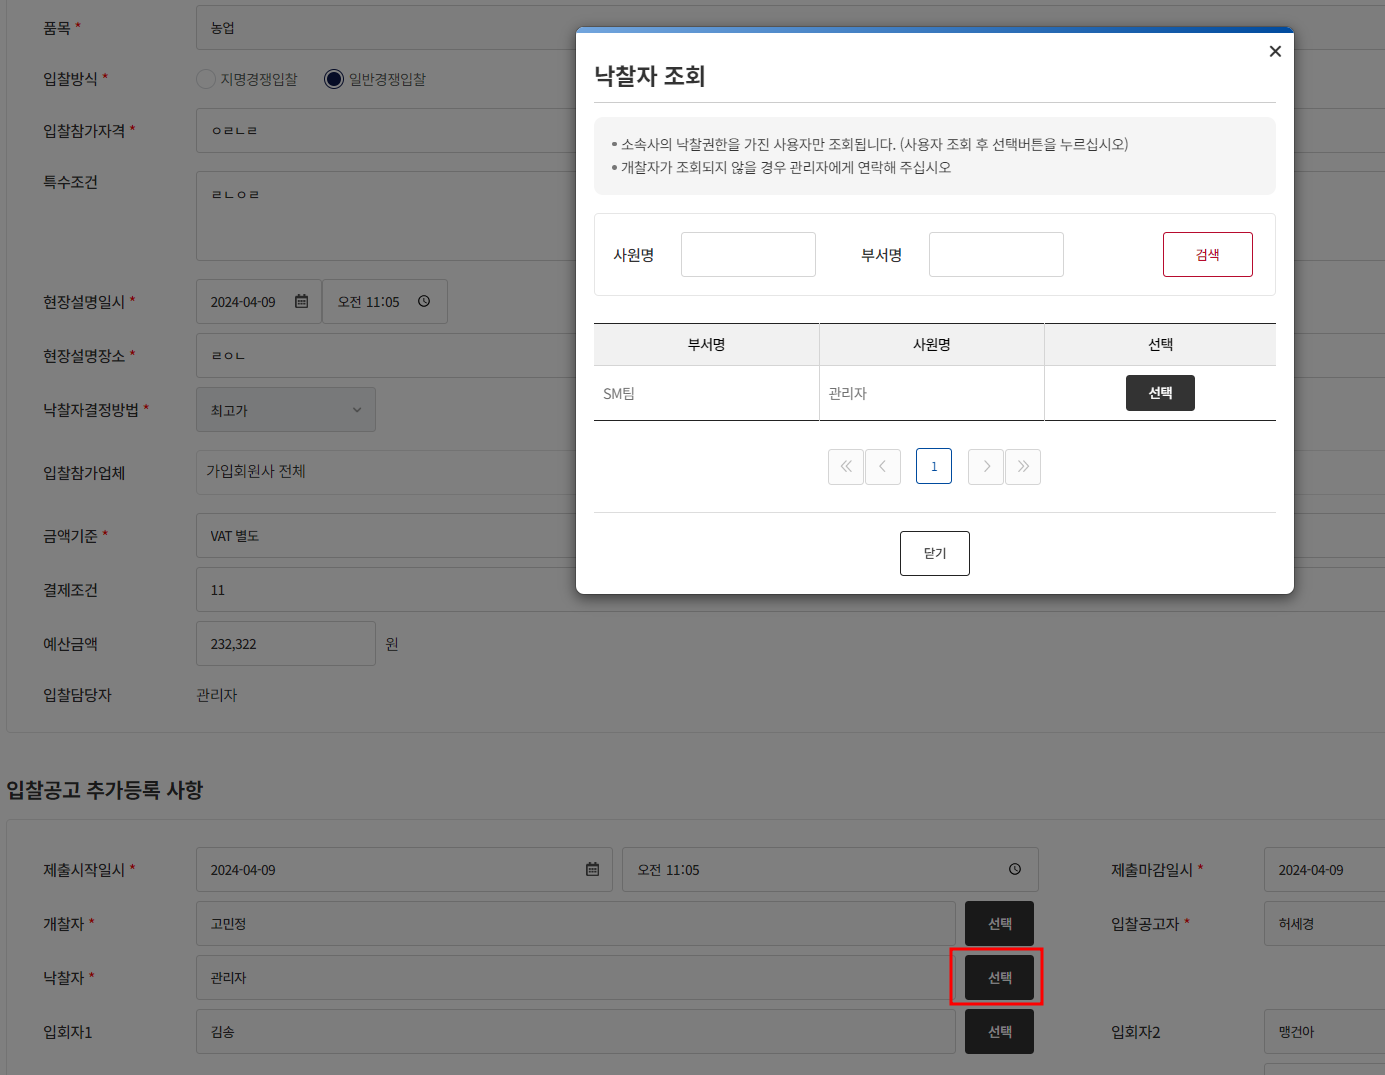 품목 *
농업
입찰방식 *
지명경쟁입찰
일반경쟁입찰
입찰참가자격 *
ㅇㄹㄴㄹ
특수조건
ㄹㄴㅇㄹ
현장설명일시 *
2024-04-09
오전 11:05
현장설명장소 *
ㄹㅇㄴ
낙찰자결정방법 *
최고가
입찰참가업체
가입회원사 전체
금액기준 *
VAT 별도
결제조건
11
예산금액
232,322
원
입찰담당자
관리자
낙찰자 조회
소속사의 낙찰권한을 가진 사용자만 조회됩니다. (사용자 조회 후 선택버튼을 누르십시오)
개찰자가 조회되지 않을 경우 관리자에게 연락해 주십시오
사원명
부서명
검색
부서명
사원명
선택
SM팀
관리자
선택
1
닫기
입찰공고 추가등록 사항
제출시작일시 *
2024-04-09
오전 11:05
제출마감일시 *
2024-04-09
개찰자 *
고민정
선택
입찰공고자 *
허세경
낙찰자 *
관리자
선택
입회자1
김송
선택
입회자2
맹건아